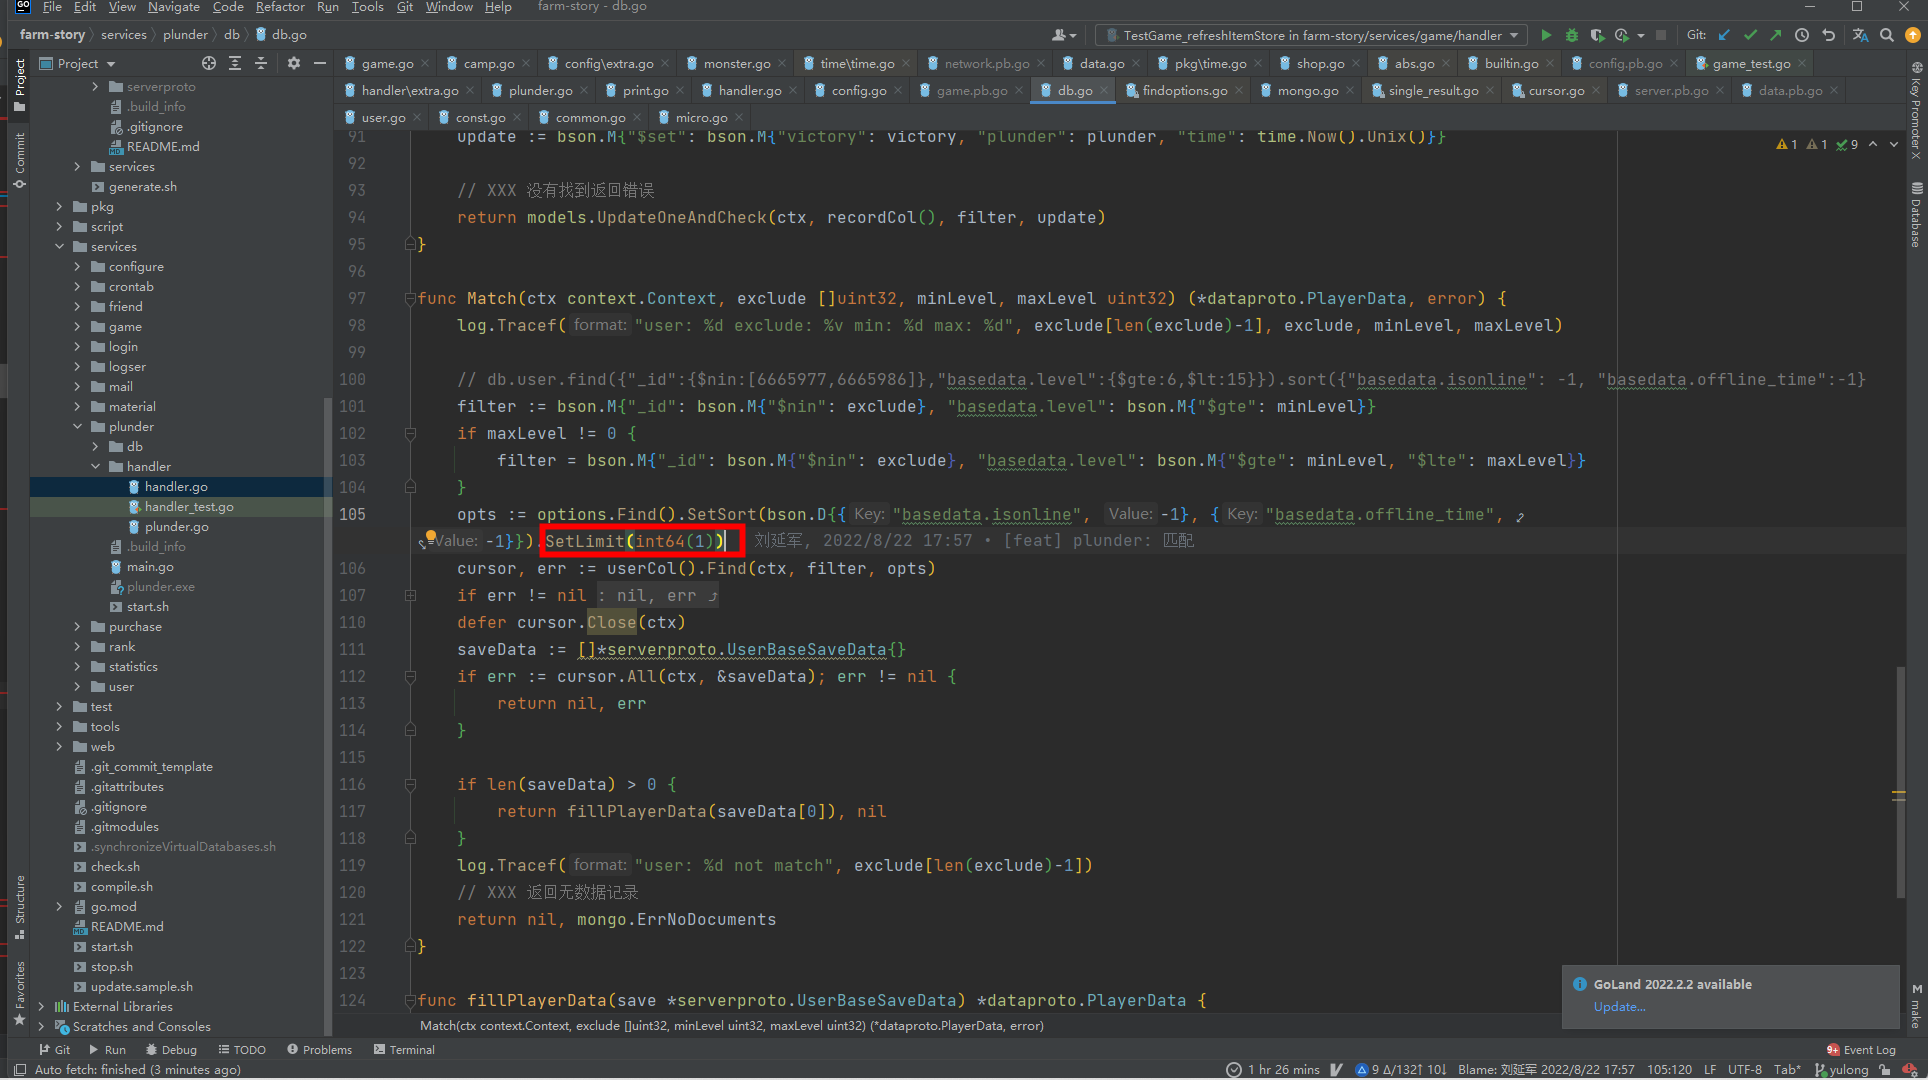 File Edit View Navigate Code Refactor Run Tools Git Window Help farm-story - db.go
farm-story services plunder db db.go
TestGame_refreshItemStore in farm-story/services/game/handler
Git:
Project
game.go camp.go config\extra.go monster.go time\time.go network.pb.go data.go pkg\time.go shop.go abs.go builtin.go config.pb.go game_test.go
handler\extra.go plunder.go print.go handler.go config.go game.pb.go db.go findoptions.go mongo.go single_result.go cursor.go server.pb.go data.pb.go
user.go const.go common.go micro.go
Project
Commit
Structure
Favorites
serverproto
.build_info
.gitignore
README.md
services
generate.sh
pkg
script
services
configure
crontab
friend
game
login
logser
mail
material
plunder
db
handler
handler.go
handler_test.go
plunder.go
.build_info
main.go
plunder.exe
start.sh
purchase
rank
statistics
user
test
tools
web
.git_commit_template
.gitattributes
.gitignore
.gitmodules
.synchronizeVirtualDatabases.sh
check.sh
compile.sh
go.mod
README.md
start.sh
stop.sh
update.sample.sh
External Libraries
Scratches and Consoles
91 update := bson.M{"$set": bson.M{"victory": victory, "plunder": plunder, "time": time.Now().Unix()}}
1 1 9
92
93 // XXX 没有找到返回错误
94 return models.UpdateOneAndCheck(ctx, recordCol(), filter, update)
95 }
96
97 func Match(ctx context.Context, exclude []uint32, minLevel, maxLevel uint32) (*dataproto.PlayerData, error) {
98 log.Tracef( format: "user: %d exclude: %v min: %d max: %d", exclude[len(exclude)-1], exclude, minLevel, maxLevel)
99
100 // db.user.find({"_id":{$nin:[6665977,6665986]},"basedata.level":{$gte:6,$lt:15}}).sort({"basedata.isonline": -1, "basedata.offline_time":-1}
101 filter := bson.M{"_id": bson.M{"$nin": exclude}, "basedata.level": bson.M{"$gte": minLevel}}
102 if maxLevel != 0 {
103 filter = bson.M{"_id": bson.M{"$nin": exclude}, "basedata.level": bson.M{"$gte": minLevel, "$lte": maxLevel}}
104 }
105 opts := options.Find().SetSort(bson.D{{ Key: "basedata.isonline", Value: -1}, { Key: "basedata.offline_time",
Value: -1}}).SetLimit(int64(1)) 刘延军, 2022/8/22 17:57 • [feat] plunder: 匹配
106 cursor, err := userCol().Find(ctx, filter, opts)
107 if err != nil : nil, err
110 defer cursor.Close(ctx)
111 saveData := []*serverproto.UserBaseSaveData{}
112 if err := cursor.All(ctx, &saveData); err != nil {
113 return nil, err
114 }
115
116 if len(saveData) > 0 {
117 return fillPlayerData(saveData[0]), nil
118 }
119 log.Tracef( format: "user: %d not match", exclude[len(exclude)-1])
120 // XXX 返回无数据记录
121 return nil, mongo.ErrNoDocuments
122 }
123
124 func fillPlayerData(save *serverproto.UserBaseSaveData) *dataproto.PlayerData {
Match(ctx context.Context, exclude []uint32, minLevel uint32, maxLevel uint32) (*dataproto.PlayerData, error)
Key Promoter X
Database
make
GoLand 2022.2.2 available
Update...
Git Run Debug TODO Problems Terminal
9+ Event Log
Auto fetch: finished (3 minutes ago)
1 hr 26 mins 9 Δ/132↑ 10↓ Blame: 刘延军 2022/8/22 17:57 105:120 LF UTF-8 Tab* yulong